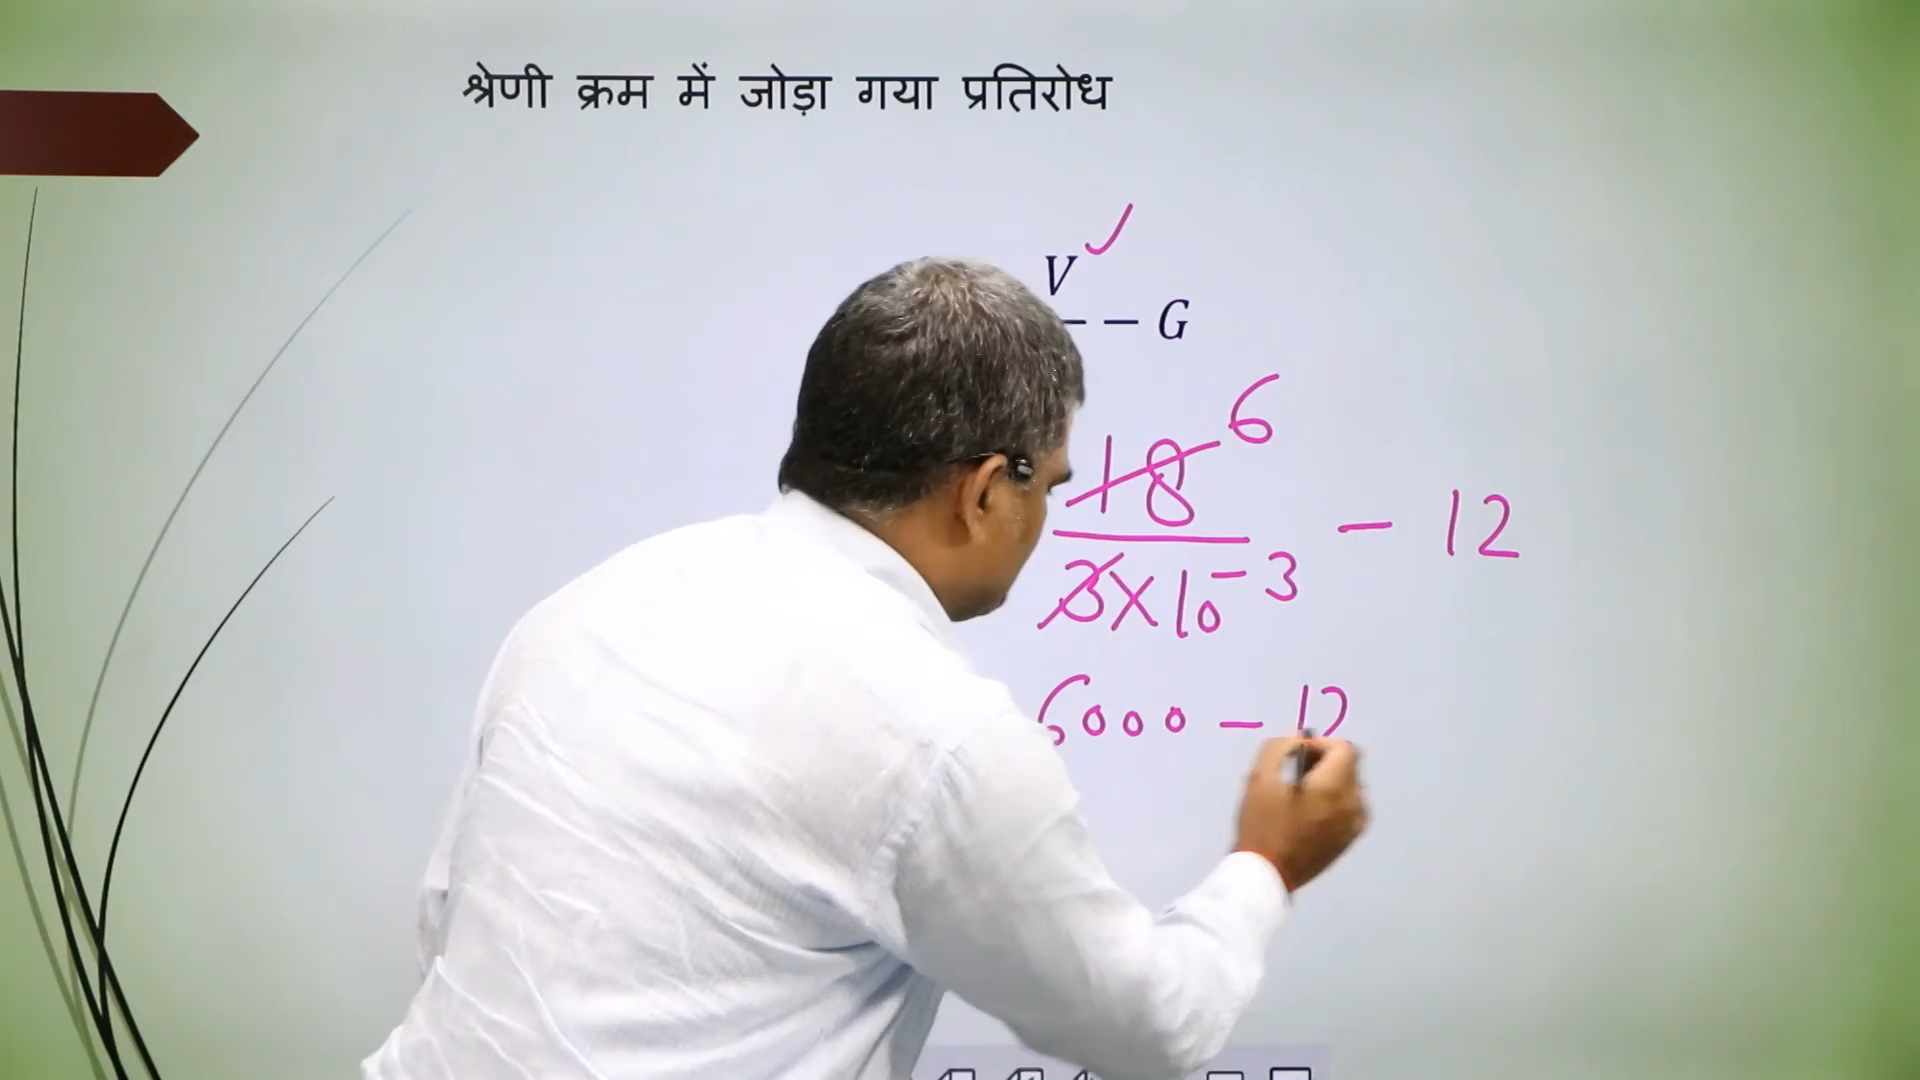 श्रेणी क्रम में जोड़ा गया प्रतिरोध
V ✓
- - G
18 6
3×10⁻³ - 12
6000 - 12